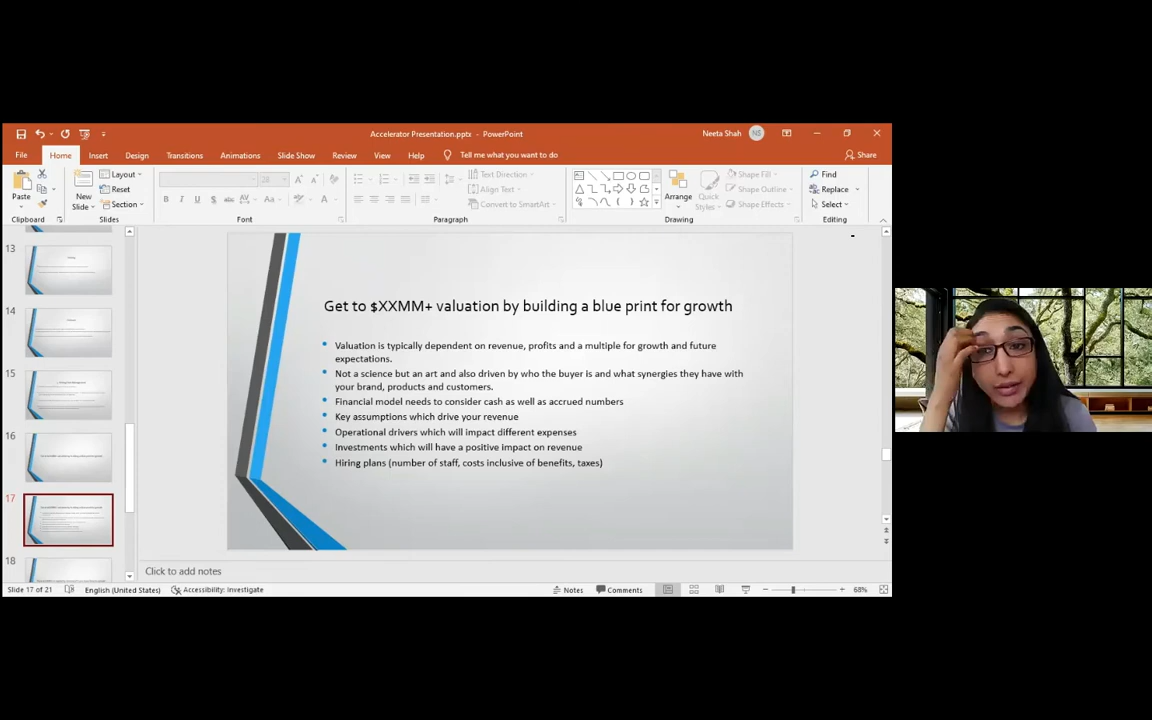 Accelerator Presentation.pptx - PowerPoint
Neeta Shah
NS
File Home Insert Design Transitions Animations Slide Show Review View Help Tell me what you want to do
Share
Paste
Clipboard
New Slide
Layout
Reset
Section
Slides
28
B I U S abc AV Aa A
Font
Text Direction
Align Text
Convert to SmartArt
Paragraph
Arrange
Quick Styles
Shape Fill
Shape Outline
Shape Effects
Drawing
Find
Replace
Select
Editing
13
14
15
16
17
18
Get to $XXMM+ valuation by building a blue print for growth
Valuation is typically dependent on revenue, profits and a multiple for growth and future
expectations.
Not a science but an art and also driven by who the buyer is and what synergies they have with
your brand, products and customers.
Financial model needs to consider cash as well as accrued numbers
Key assumptions which drive your revenue
Operational drivers which will impact different expenses
Investments which will have a positive impact on revenue
Hiring plans (number of staff, costs inclusive of benefits, taxes)
Click to add notes
Slide 17 of 21 English (United States) Accessibility: Investigate Notes Comments 68%